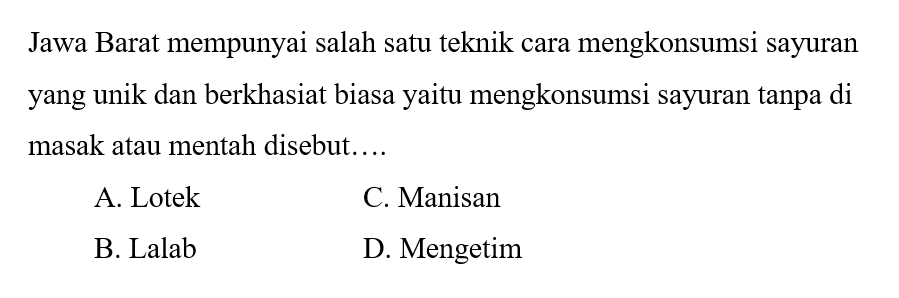 Jawa Barat mempunyai salah satu teknik cara mengkonsumsi sayuran
yang unik dan berkhasiat biasa yaitu mengkonsumsi sayuran tanpa di
masak atau mentah disebut….
A. Lotek C. Manisan
B. Lalab D. Mengetim